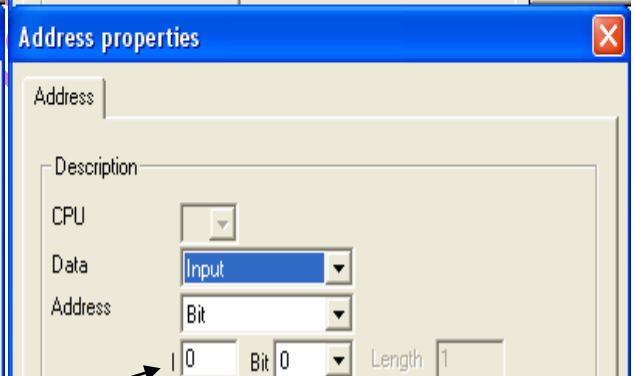 Address properties
Address
Description
CPU
Data Input
Address Bit
I 0 Bit 0 Length 1